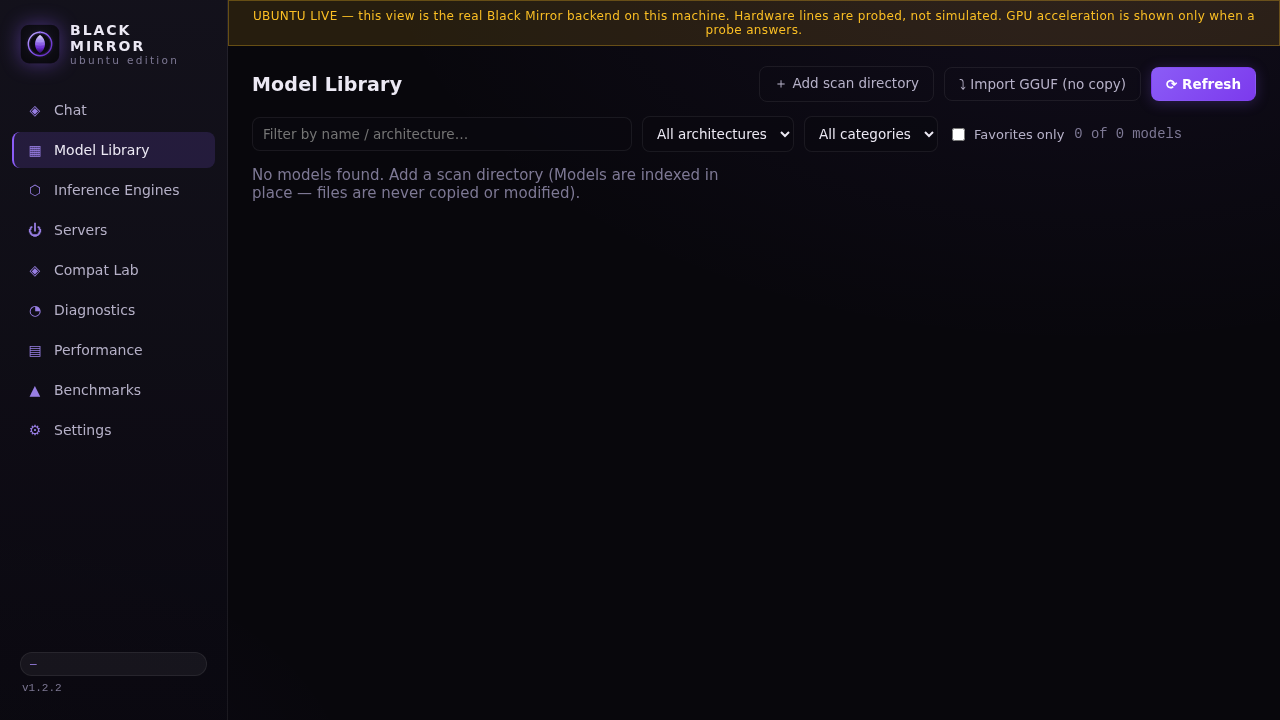 BLACK
MIRROR
ubuntu edition
Chat
Model Library
Inference Engines
Servers
Compat Lab
Diagnostics
Performance
Benchmarks
Settings
—
v1.2.2
UBUNTU LIVE — this view is the real Black Mirror backend on this machine. Hardware lines are probed, not simulated. GPU acceleration is shown only when a
probe answers.
Model Library
＋ Add scan directory
⤵ Import GGUF (no copy)
⟳ Refresh
Filter by name / architecture…
All architectures
All categories
Favorites only
0 of 0 models
No models found. Add a scan directory (Models are indexed in
place — files are never copied or modified).